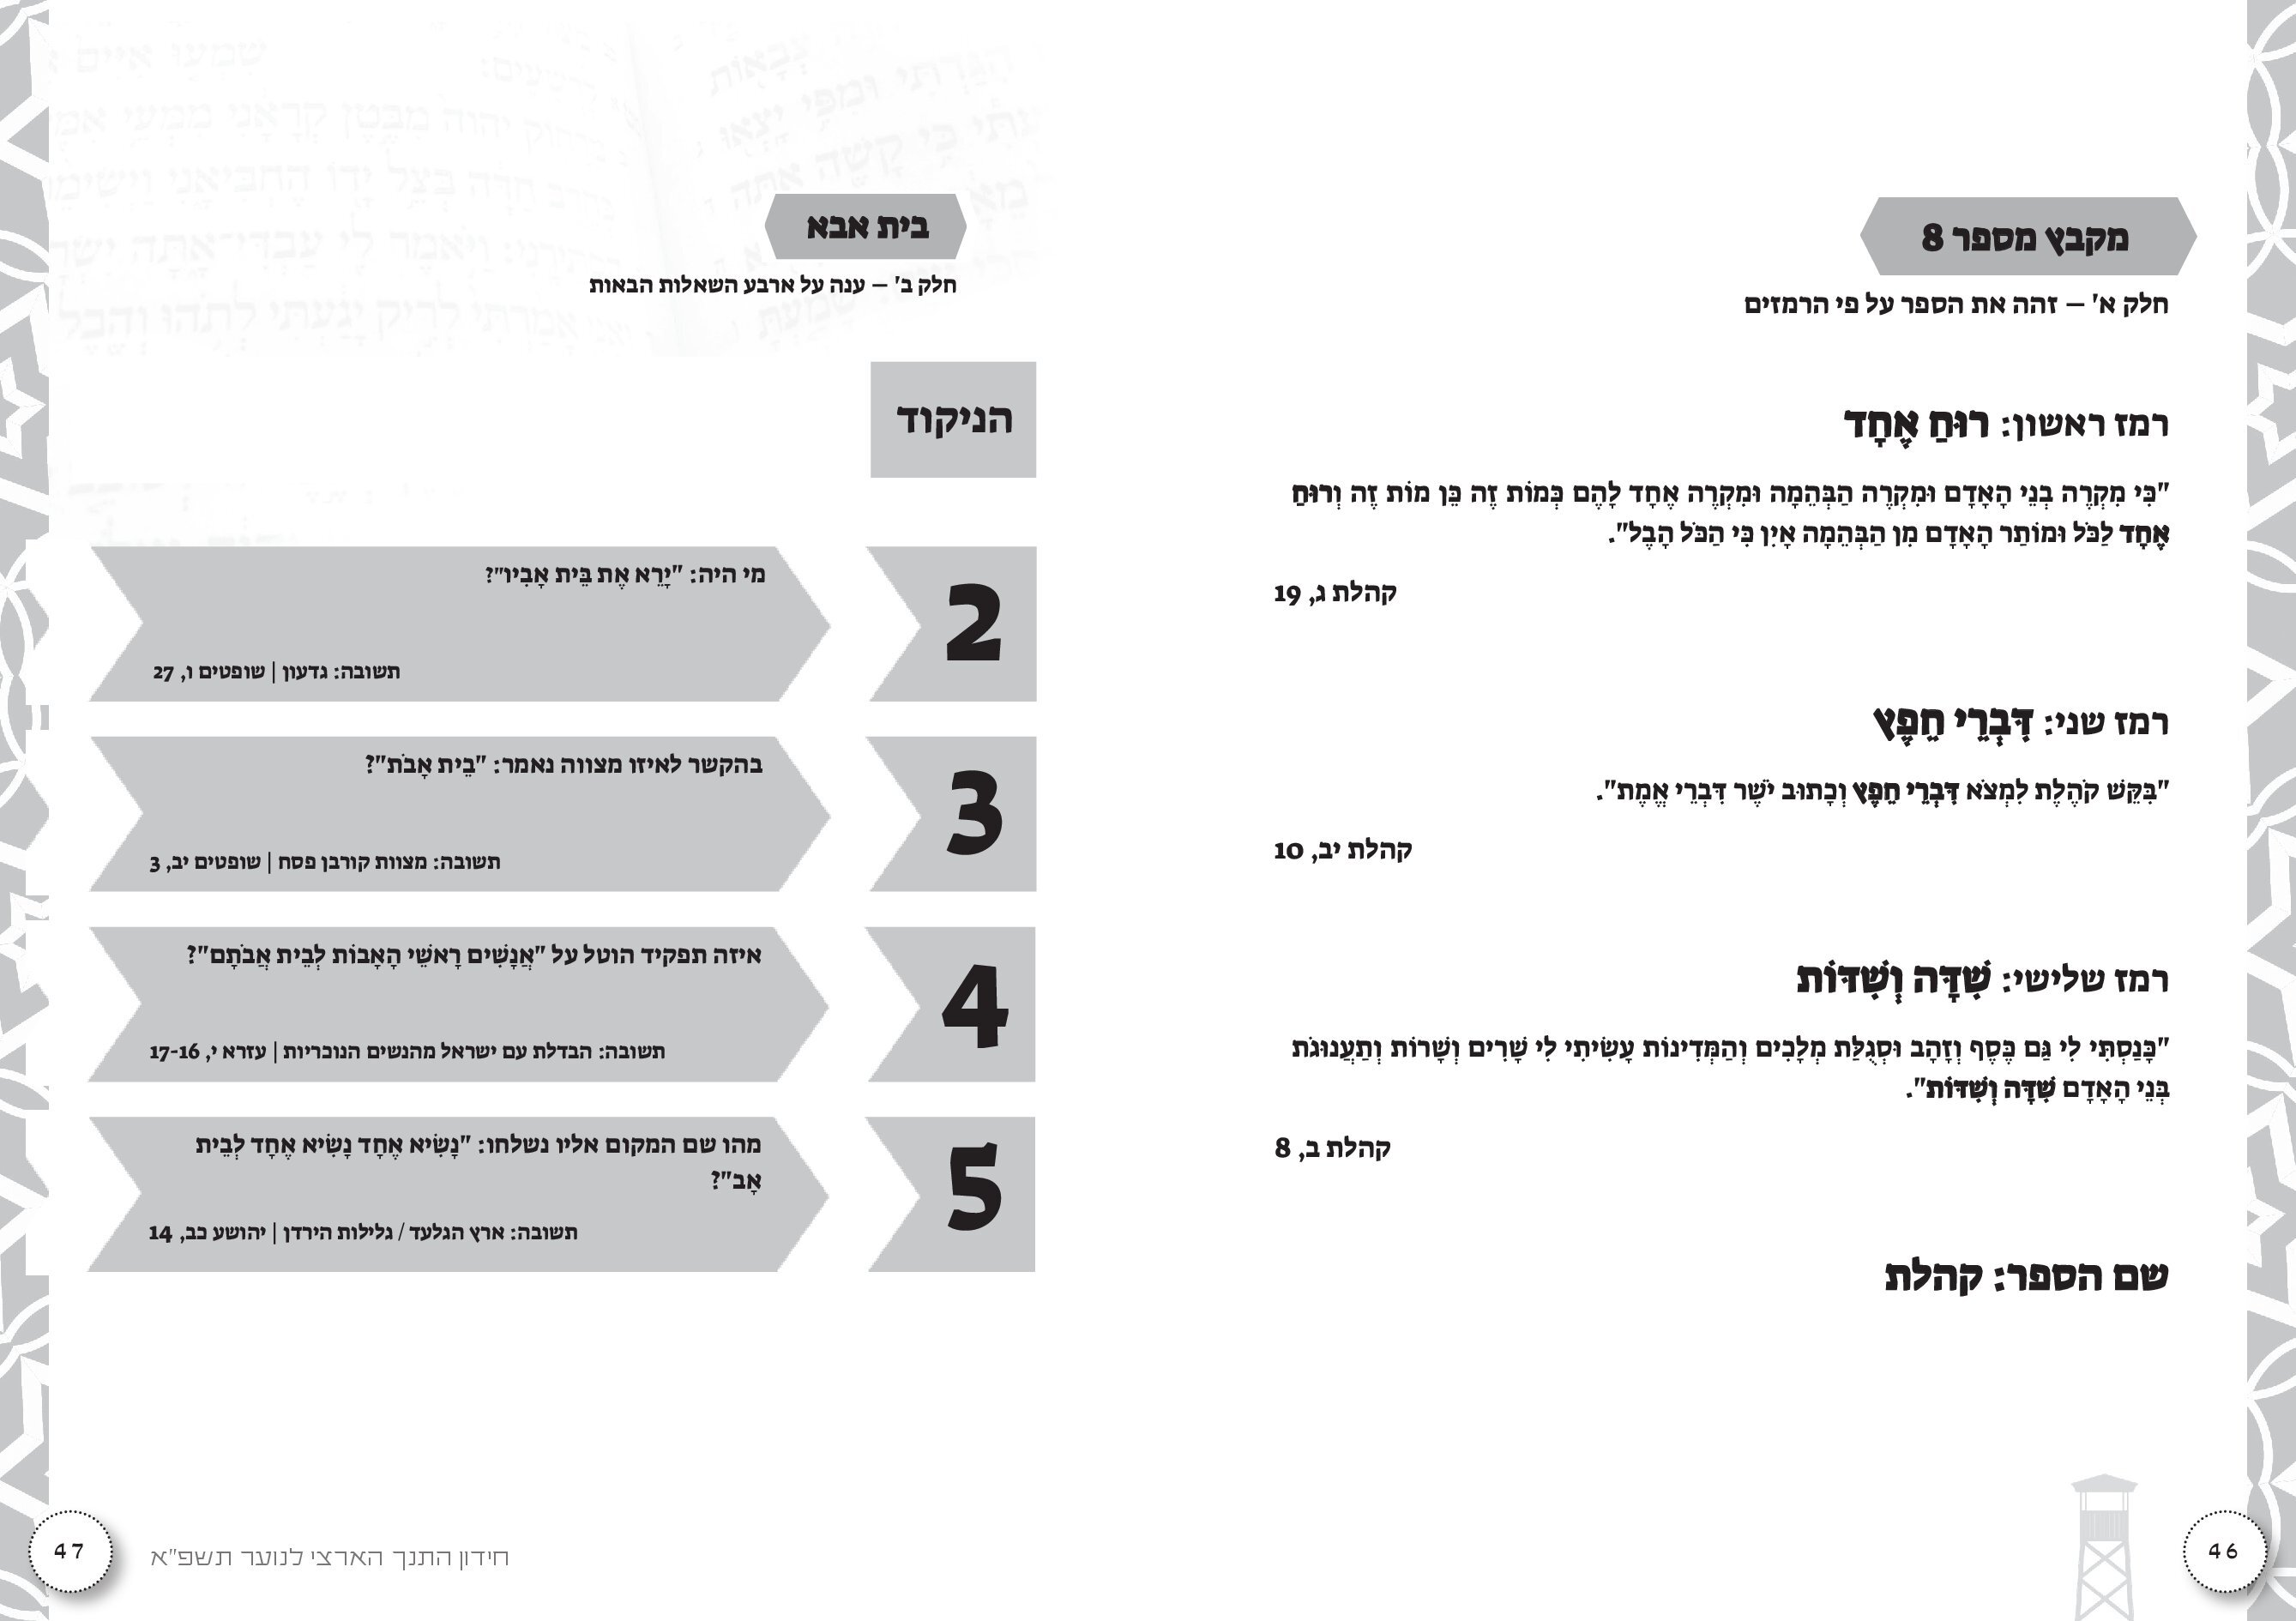 מקבץ מספר 8
חלק א' – זהה את הספר על פי הרמזים
רמז ראשון: רוּחַ אֶחָד
"כִּי מִקְרֶה בְנֵי הָאָדָם וּמִקְרֶה הַבְּהֵמָה וּמִקְרֶה אֶחָד לָהֶם כְּמוֹת זֶה כֵּן מוֹת זֶה וְרוּחַ
אֶחָד לַכֹּל וּמוֹתַר הָאָדָם מִן הַבְּהֵמָה אָיִן כִּי הַכֹּל הָבֶל".
קהלת ג, 19
רמז שני: דִּבְרֵי חֵפֶץ
"בִּקֵּשׁ קֹהֶלֶת לִמְצֹא דִּבְרֵי חֵפֶץ וְכָתוּב יֹשֶׁר דִּבְרֵי אֱמֶת".
קהלת יב, 10
רמז שלישי: שִׁדָּה וְשִׁדּוֹת
"כָּנַסְתִּי לִי גַּם כֶּסֶף וְזָהָב וּסְגֻלַּת מְלָכִים וְהַמְּדִינוֹת עָשִׂיתִי לִי שָׁרִים וְשָׁרוֹת וְתַעֲנוּגֹת
בְּנֵי הָאָדָם שִׁדָּה וְשִׁדּוֹת".
קהלת ב, 8
שם הספר: קהלת
46
בית אבא
חלק ב' – ענה על ארבע השאלות הבאות
הניקוד
2
מי היה: "יָרֵא אֶת בֵּית אָבִיו"?
תשובה: גדעון | שופטים ו, 27
3
בהקשר לאיזו מצווה נאמר: "בֵית אָבֹת"?
תשובה: מצוות קורבן פסח | שופטים יב, 3
4
איזה תפקיד הוטל על "אֲנָשִׁים רָאשֵׁי הָאָבוֹת לְבֵית אֲבֹתָם"?
תשובה: הבדלת עם ישראל מהנשים הנוכריות | עזרא י, 17-16
5
מהו שם המקום אליו נשלחו: "נָשִׂיא אֶחָד נָשִׂיא אֶחָד לְבֵית
אָב"?
תשובה: ארץ הגלעד / גלילות הירדן | יהושע כב, 14
חידון התנך הארצי לנוער תשפ"א
47